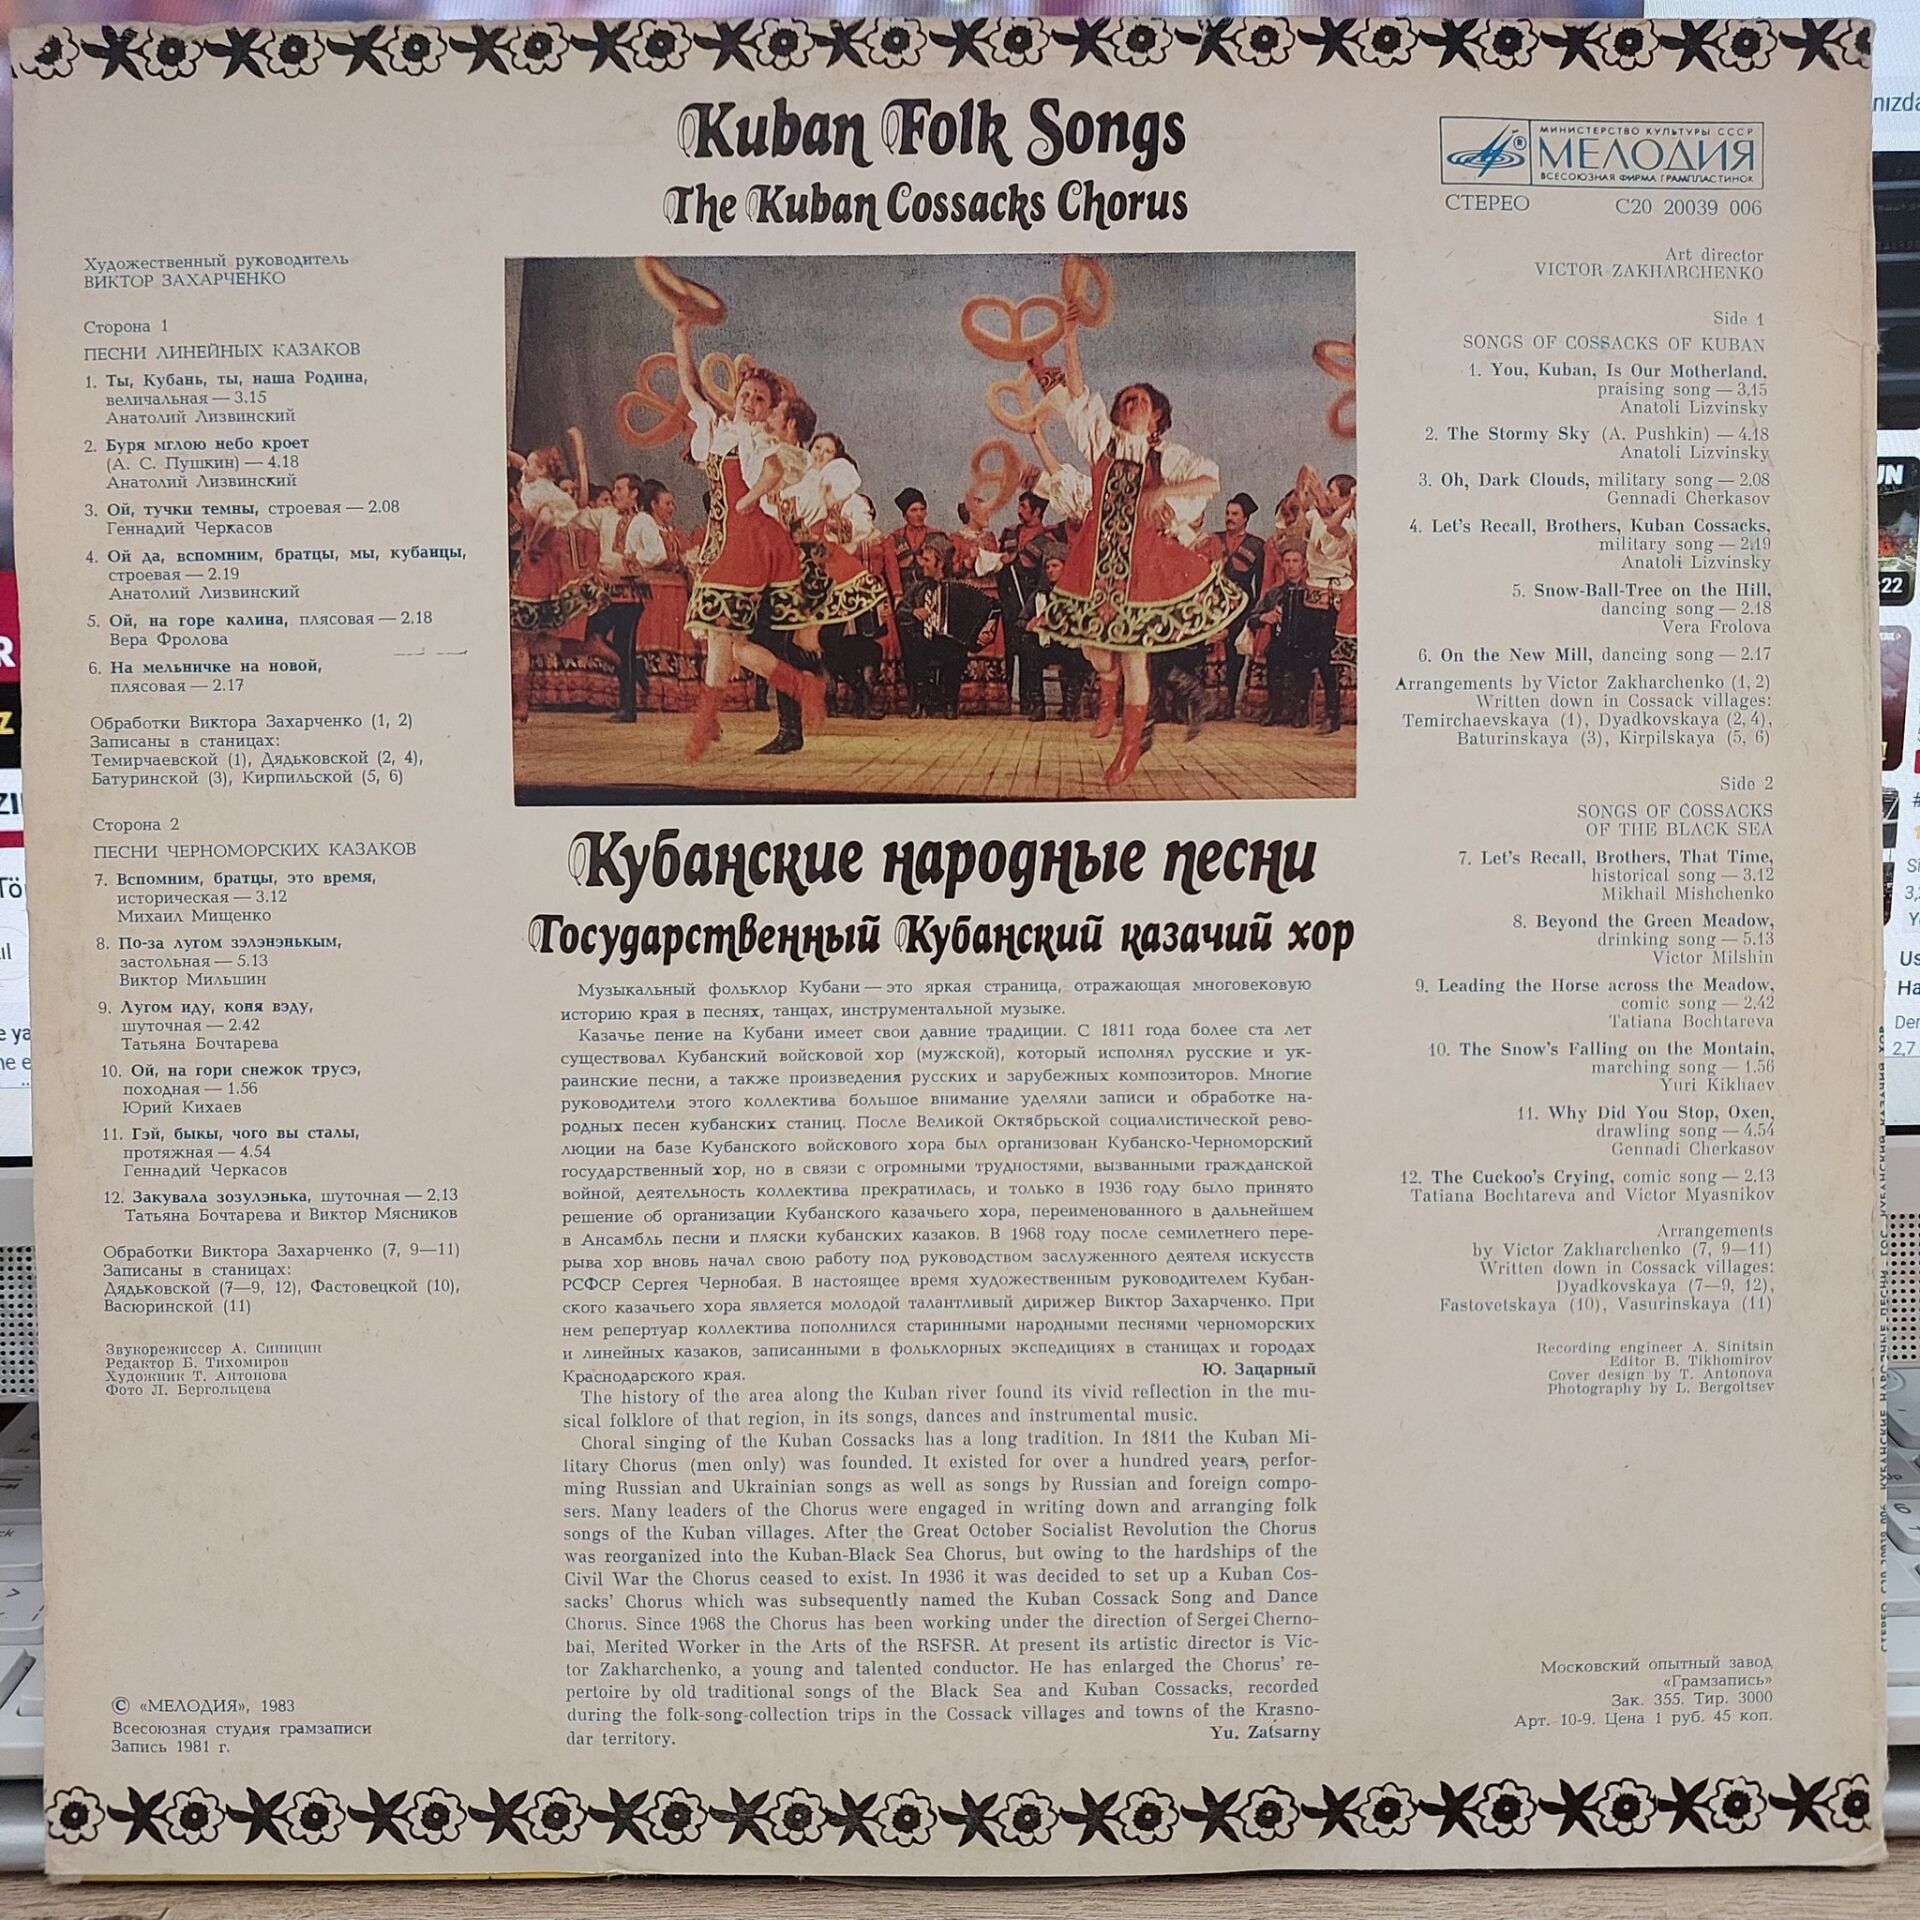 Kuban Folk Songs
The Kuban Cossacks Chorus
МИНИСТЕРСТВО КУЛЬТУРЫ СССР
МЕЛОДИЯ
ВСЕСОЮЗНАЯ ФИРМА ГРАМПЛАСТИНОК
СТЕРЕО С20 20039 006
Художественный руководитель
ВИКТОР ЗАХАРЧЕНКО
Сторона 1
ПЕСНИ ЛИНЕЙНЫХ КАЗАКОВ
1. Ты, Кубань, ты, наша Родина,
величальная — 3.15
Анатолий Лизвинский
2. Буря мглою небо кроет
(А. С. Пушкин) — 4.18
Анатолий Лизвинский
3. Ой, тучки темны, строевая — 2.08
Геннадий Черкасов
4. Ой да, вспомним, братцы, мы, кубанцы,
строевая — 2.19
Анатолий Лизвинский
5. Ой, на горе калина, плясовая — 2.18
Вера Фролова
6. На мельничке на новой,
плясовая — 2.17
Обработки Виктора Захарченко (1, 2)
Записаны в станицах:
Темирчаевской (1), Дядьковской (2, 4),
Батуринской (3), Кирпильской (5, 6)
Сторона 2
ПЕСНИ ЧЕРНОМОРСКИХ КАЗАКОВ
7. Вспомним, братцы, это время,
историческая — 3.12
Михаил Мищенко
8. По-за лугом зэлэнэнькым,
застольная — 5.13
Виктор Мильшин
9. Лугом иду, коня вэду,
шуточная — 2.42
Татьяна Бочтарева
10. Ой, на гори снежок трусэ,
походная — 1.56
Юрий Кихаев
11. Гэй, быкы, чого вы сталы,
протяжная — 4.54
Геннадий Черкасов
12. Закувала зозулэнька, шуточная — 2.13
Татьяна Бочтарева и Виктор Мясников
Обработки Виктора Захарченко (7, 9—11)
Записаны в станицах:
Дядьковской (7—9, 12), Фастовецкой (10),
Васюринской (11)
Звукорежиссер А. Синицин
Редактор Б. Тихомиров
Художник Т. Антонова
Фото Л. Бергольцева
© «МЕЛОДИЯ», 1983
Всесоюзная студия грамзаписи
Запись 1981 г.
Кубанские народные песни
Государственный Кубанский казачий хор
Музыкальный фольклор Кубани — это яркая страница, отражающая многовековую
историю края в песнях, танцах, инструментальной музыке.
Казачье пение на Кубани имеет свои давние традиции. С 1811 года более ста лет
существовал Кубанский войсковой хор (мужской), который исполнял русские и ук-
раинские песни, а также произведения русских и зарубежных композиторов. Многие
руководители этого коллектива большое внимание уделяли записи и обработке на-
родных песен кубанских станиц. После Великой Октябрьской социалистической рево-
люции на базе Кубанского войскового хора был организован Кубанско-Черноморский
государственный хор, но в связи с огромными трудностями, вызванными гражданской
войной, деятельность коллектива прекратилась, и только в 1936 году было принято
решение об организации Кубанского казачьего хора, переименованного в дальнейшем
в Ансамбль песни и пляски кубанских казаков. В 1968 году после семилетнего пере-
рыва хор вновь начал свою работу под руководством заслуженного деятеля искусств
РСФСР Сергея Чернобая. В настоящее время художественным руководителем Кубан-
ского казачьего хора является молодой талантливый дирижер Виктор Захарченко. При
нем репертуар коллектива пополнился старинными народными песнями черноморских
и линейных казаков, записанными в фольклорных экспедициях в станицах и городах
Краснодарского края.
Ю. Зацарный
The history of the area along the Kuban river found its vivid reflection in the mu-
sical folklore of that region, in its songs, dances and instrumental music.
Choral singing of the Kuban Cossacks has a long tradition. In 1811 the Kuban Mi-
litary Chorus (men only) was founded. It existed for over a hundred years, perfor-
ming Russian and Ukrainian songs as well as songs by Russian and foreign compo-
sers. Many leaders of the Chorus were engaged in writing down and arranging folk
songs of the Kuban villages. After the Great October Socialist Revolution the Chorus
was reorganized into the Kuban-Black Sea Chorus, but owing to the hardships of the
Civil War the Chorus ceased to exist. In 1936 it was decided to set up a Kuban Cos-
sacks' Chorus which was subsequently named the Kuban Cossack Song and Dance
Chorus. Since 1968 the Chorus has been working under the direction of Sergei Cherno-
bai, Merited Worker in the Arts of the RSFSR. At present its artistic director is Vic-
tor Zakharchenko, a young and talented conductor. He has enlarged the Chorus' re-
pertoire by old traditional songs of the Black Sea and Kuban Cossacks, recorded
during the folk-song-collection trips in the Cossack villages and towns of the Krasno-
dar territory.
Yu. Zatsarny
Art director
VICTOR ZAKHARCHENKO
Side 1
SONGS OF COSSACKS OF KUBAN
1. You, Kuban, Is Our Motherland,
praising song — 3.15
Anatoli Lizvinsky
2. The Stormy Sky (A. Pushkin) — 4.18
Anatoli Lizvinsky
3. Oh, Dark Clouds, military song — 2.08
Gennadi Cherkasov
4. Let's Recall, Brothers, Kuban Cossacks,
military song — 2.19
Anatoli Lizvinsky
5. Snow-Ball-Tree on the Hill,
dancing song — 2.18
Vera Frolova
6. On the New Mill, dancing song — 2.17
Arrangements by Victor Zakharchenko (1, 2)
Written down in Cossack villages:
Temirchaevskaya (1), Dyadkovskaya (2, 4),
Baturinskaya (3), Kirpilskaya (5, 6)
Side 2
SONGS OF COSSACKS
OF THE BLACK SEA
7. Let's Recall, Brothers, That Time,
historical song — 3.12
Mikhail Mishchenko
8. Beyond the Green Meadow,
drinking song — 5.13
Victor Milshin
9. Leading the Horse across the Meadow,
comic song — 2.42
Tatiana Bochtareva
10. The Snow's Falling on the Montain,
marching song — 1.56
Yuri Kikhaev
11. Why Did You Stop, Oxen,
drawling song — 4.54
Gennadi Cherkasov
12. The Cuckoo's Crying, comic song — 2.13
Tatiana Bochtareva and Victor Myasnikov
Arrangements
by Victor Zakharchenko (7, 9—11)
Written down in Cossack villages:
Dyadkovskaya (7—9, 12),
Fastovetskaya (10), Vasurinskaya (11)
Recording engineer A. Sinitsin
Editor B. Tikhomirov
Cover design by T. Antonova
Photography by L. Bergoltsev
Московский опытный завод
«Грамзапись»
Зак. 355. Тир. 3000
Арт. 10-9. Цена 1 руб. 45 коп.